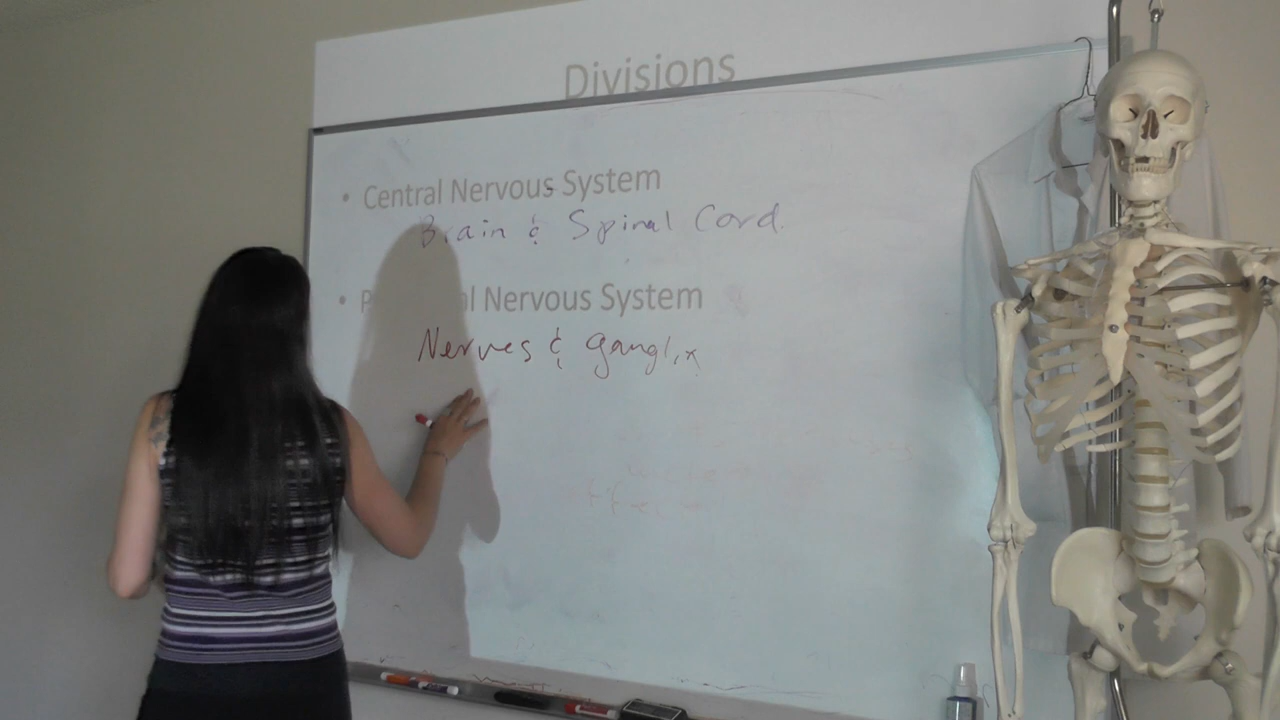 Divisions
• Central Nervous System
Brain & Spinal Cord.
• P al Nervous System
Nerves & Ganglia